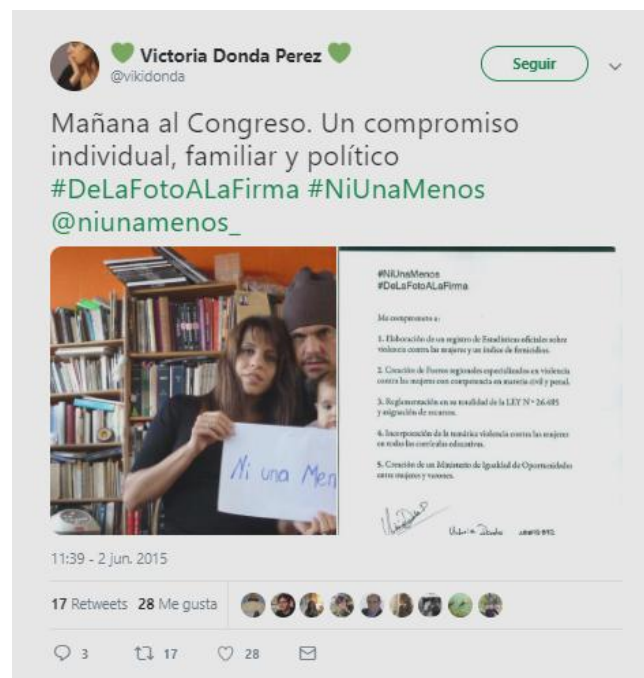 Victoria Donda Perez
@vikidonda
Seguir
Mañana al Congreso. Un compromiso
individual, familiar y político
#DeLaFotoALaFirma #NiUnaMenos
@niunamenos_
Ni una Men
#NiUnaMenos
#DeLaFotoALaFirma
Me comprometo a:
1. Elaboración de un registro de Estadísticas oficiales sobre
violencia contra las mujeres y un índice de femicidios.
2. Creación de Fueros regionales especializados en violencia
contra las mujeres con competencia en materia civil y penal.
3. Reglamentación en su totalidad de la LEY N° 26.485
y asignación de recursos.
4. Incorporación de la temática violencia contra las mujeres
en todas las currículas educativas.
5. Creación de un Ministerio de Igualdad de Oportunidades
entre mujeres y varones.
Victoria Donda
11:39 - 2 jun. 2015
17 Retweets 28 Me gusta
3 17 28